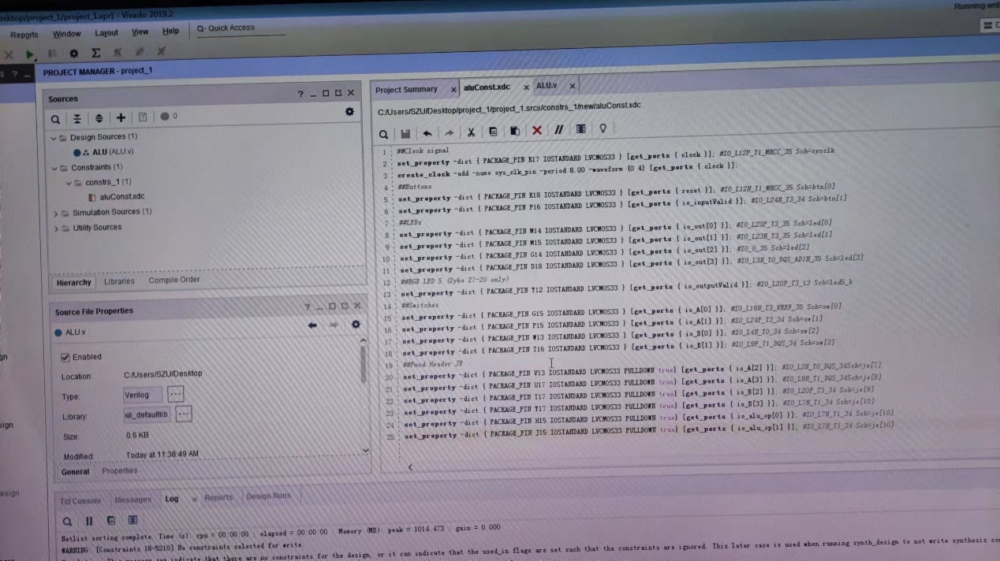 esktop/project_1/project_1.xpr] - Vivado 2019.2
Running
Reports Window Layout View Help Q- Quick Access
PROJECT MANAGER - project_1
Sources
0
Design Sources (1)
ALU (ALU.v)
Constraints (1)
constrs_1 (1)
aluConst.xdc
Simulation Sources (1)
Utility Sources
Hierarchy Libraries Compile Order
Source File Properties
ALU.v
Enabled
Location: C:/Users/SZU/Desktop
Type: Verilog
Library: xil_defaultlib
Size: 0.6 KB
Modified: Today at 11:38:49 AM
General Properties
Project Summary aluConst.xdc ALU.v
C:/Users/SZU/Desktop/project_1/project_1.srcs/constrs_1/new/aluConst.xdc
1 ##Clock signal
2 set_property -dict { PACKAGE_PIN K17 IOSTANDARD LVCMOS33 } [get_ports { clock }]; #IO_L12P_T1_MRCC_35 Sch=sysclk
3 create_clock -add -name sys_clk_pin -period 8.00 -waveform {0 4} [get_ports { clock }];
4 ##Buttons
5 set_property -dict { PACKAGE_PIN K18 IOSTANDARD LVCMOS33 } [get_ports { reset }]; #IO_L12N_T1_MRCC_35 Sch=btn[0]
6 set_property -dict { PACKAGE_PIN P16 IOSTANDARD LVCMOS33 } [get_ports { io_inputValid }]; #IO_L24N_T3_34 Sch=btn[1]
7 ##LEDs
8 set_property -dict { PACKAGE_PIN M14 IOSTANDARD LVCMOS33 } [get_ports { io_out[0] }]; #IO_L23P_T3_35 Sch=led[0]
9 set_property -dict { PACKAGE_PIN M15 IOSTANDARD LVCMOS33 } [get_ports { io_out[1] }]; #IO_L23N_T3_35 Sch=led[1]
10 set_property -dict { PACKAGE_PIN G14 IOSTANDARD LVCMOS33 } [get_ports { io_out[2] }]; #IO_0_35 Sch=led[2]
11 set_property -dict { PACKAGE_PIN D18 IOSTANDARD LVCMOS33 } [get_ports { io_out[3] }]; #IO_L3N_T0_DQS_AD1N_35 Sch=led[3]
12 ##RGB LED 5 (Zybo Z7-20 only)
13 set_property -dict { PACKAGE_PIN Y12 IOSTANDARD LVCMOS33 } [get_ports { io_outputValid }]; #IO_L20P_T3_13 Sch=led5_b
14 ##Switches
15 set_property -dict { PACKAGE_PIN G15 IOSTANDARD LVCMOS33 } [get_ports { io_A[0] }]; #IO_L19N_T3_VREF_35 Sch=sw[0]
16 set_property -dict { PACKAGE_PIN P15 IOSTANDARD LVCMOS33 } [get_ports { io_A[1] }]; #IO_L24P_T3_34 Sch=sw[1]
17 set_property -dict { PACKAGE_PIN W13 IOSTANDARD LVCMOS33 } [get_ports { io_B[0] }]; #IO_L4N_T0_34 Sch=sw[2]
18 set_property -dict { PACKAGE_PIN T16 IOSTANDARD LVCMOS33 } [get_ports { io_B[1] }]; #IO_L9P_T1_DQS_34 Sch=sw[3]
19 ##Pmod Header JE
20 set_property -dict { PACKAGE_PIN V13 IOSTANDARD LVCMOS33 PULLDOWN true} [get_ports { io_A[2] }]; #IO_L3N_T0_DQS_34Sch=je[7]
21 set_property -dict { PACKAGE_PIN U17 IOSTANDARD LVCMOS33 PULLDOWN true} [get_ports { io_A[3] }]; #IO_L9N_T1_DQS_34Sch=je[8]
22 set_property -dict { PACKAGE_PIN T17 IOSTANDARD LVCMOS33 PULLDOWN true} [get_ports { io_B[2] }]; #IO_L20P_T3_34 Sch=je[9]
23 set_property -dict { PACKAGE_PIN Y17 IOSTANDARD LVCMOS33 PULLDOWN true} [get_ports { io_B[3] }]; #IO_L7N_T1_34 Sch=je[10]
24 set_property -dict { PACKAGE_PIN H15 IOSTANDARD LVCMOS33 PULLDOWN true} [get_ports { io_alu_op[0] }]; #IO_L7N_T1_34 Sch=je[10]
25 set_property -dict { PACKAGE_PIN J15 IOSTANDARD LVCMOS33 PULLDOWN true} [get_ports { io_alu_op[1] }]; #IO_L7N_T1_34 Sch=je[10]
Tcl Console Messages Log Reports Design Runs
Netlist sorting complete. Time (s): cpu = 00:00:00 ; elapsed = 00:00:00 . Memory (MB): peak = 1014.473 ; gain = 0.000
WARNING: [Constraints 18-5210] No constraints selected for write.
indicate that there are no constraints for the design, or it can indicate that the used_in flags are set such that the constraints are ignored. This later case is used when running synth_design to not write synthesis